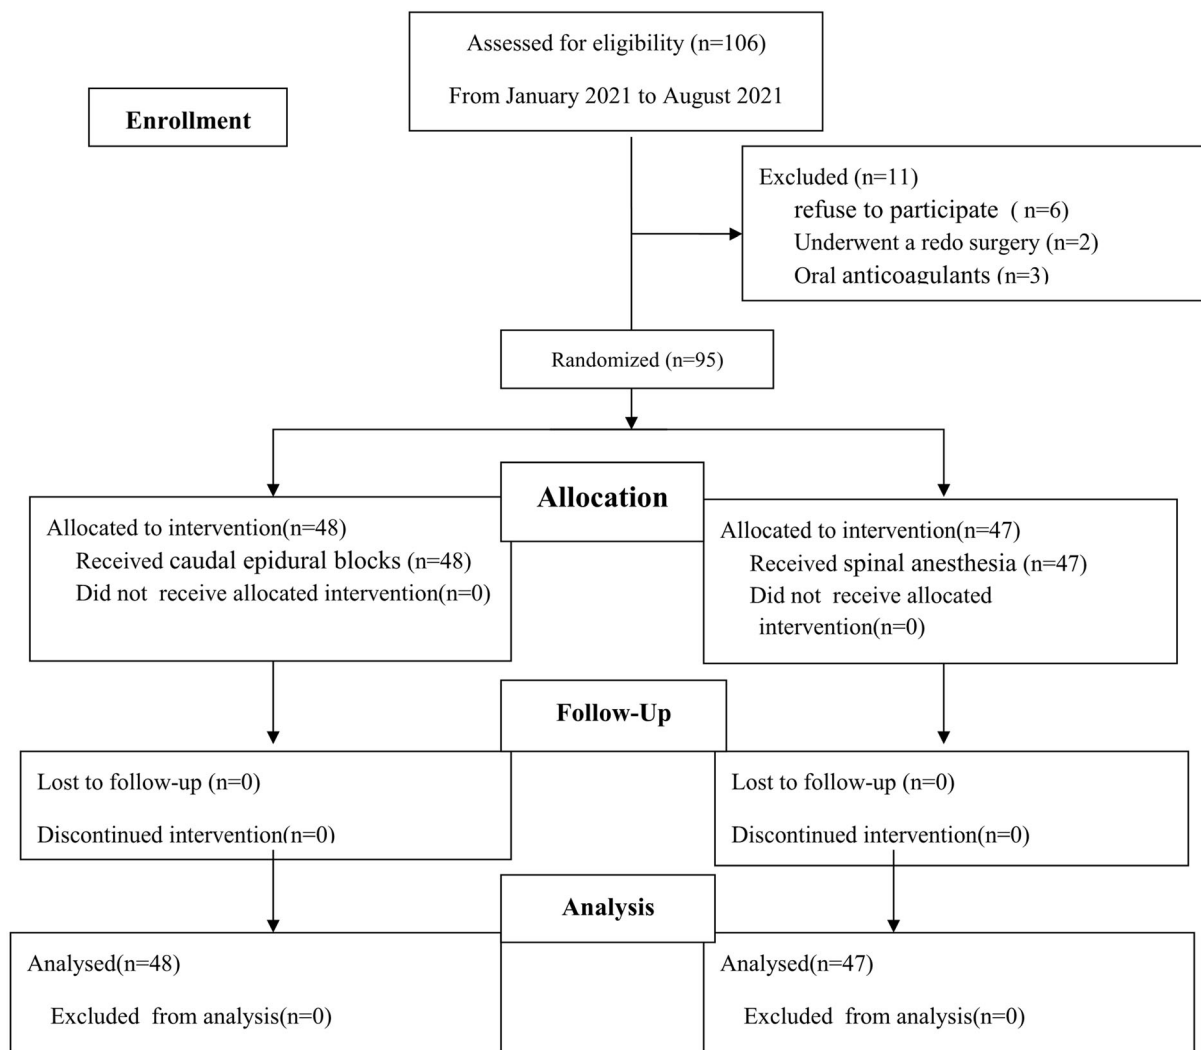 Assessed for eligibility (n=106)
From January 2021 to August 2021
Enrollment
Excluded (n=11)
refuse to participate ( n=6)
Underwent a redo surgery (n=2)
Oral anticoagulants (n=3)
Randomized (n=95)
Allocation
Allocated to intervention(n=48)
Received caudal epidural blocks (n=48)
Did not receive allocated intervention(n=0)
Allocated to intervention(n=47)
Received spinal anesthesia (n=47)
Did not receive allocated
intervention(n=0)
Follow-Up
Lost to follow-up (n=0)
Discontinued intervention(n=0)
Lost to follow-up (n=0)
Discontinued intervention(n=0)
Analysis
Analysed(n=48)
Excluded from analysis(n=0)
Analysed(n=47)
Excluded from analysis(n=0)